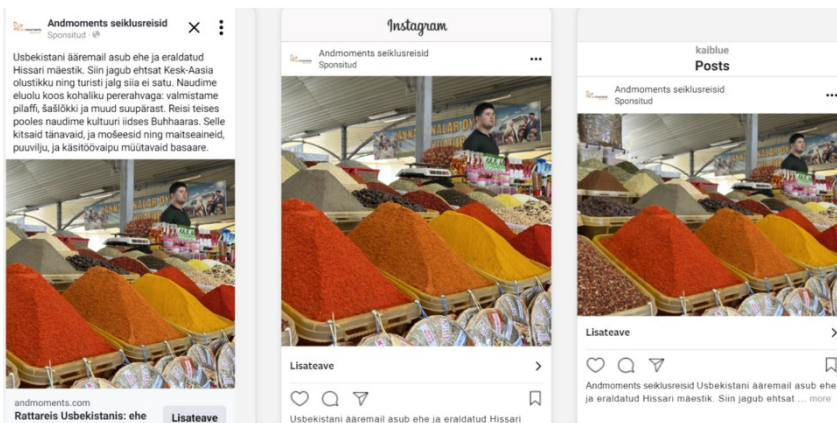 Andmoments seiklusreisid
Sponsitud ·
Usbekistani ääremail asub ehe ja eraldatud
Hissari mäestik. Siin jagub ehtsat Kesk-Aasia
olustikku ning turisti jalg siia ei satu. Naudime
eluolu koos kohaliku pererahvaga: valmistame
pilaffi, šašlõkki ja muud suupärast. Reisi teises
pooles naudime kultuuri iidses Buhhaaras. Selle
kitsaid tänavaid, ja mošeesid ning maitseaineid,
puuvilju, ja käsitöövaipu müütavaid basaare.
andmoments.com
Rattareis Usbekistanis: ehe
Lisateave
Instagram
Andmoments seiklusreisid
Sponsitud
Lisateave
Usbekistani ääremail asub ehe ja eraldatud Hissari
kaiblue
Posts
Andmoments seiklusreisid
Sponsitud
Lisateave
Andmoments seiklusreisid Usbekistani ääremail asub ehe
ja eraldatud Hissari mäestik. Siin jagub ehtsat ... more